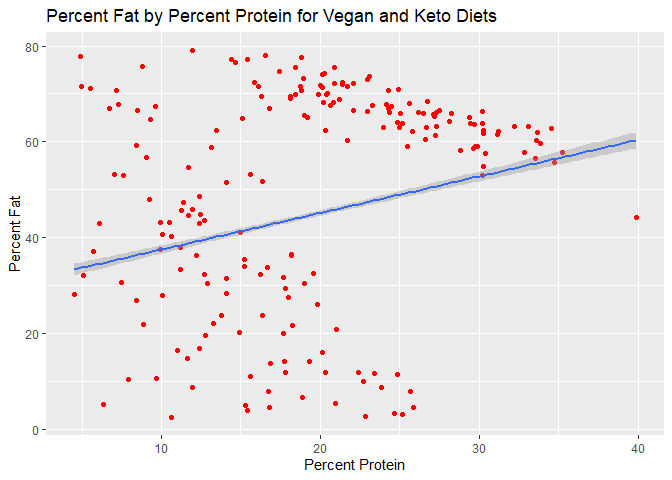 Percent Fat by Percent Protein for Vegan and Keto Diets
80
60
40
20
0
Percent Fat
10 20 30 40
Percent Protein